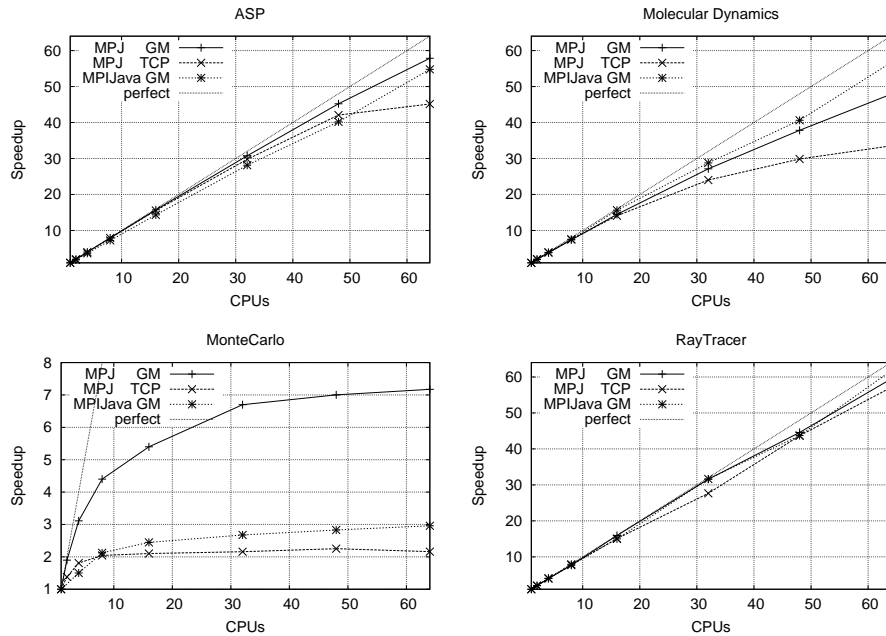 ASP
60
50
40
30
20
10
10 20 30 40 50 60
Speedup
CPUs
MPJ GM
MPJ TCP
MPIJava GM
perfect
Molecular Dynamics
60
50
40
30
20
10
10 20 30 40 50 60
Speedup
CPUs
MPJ GM
MPJ TCP
MPIJava GM
perfect
MonteCarlo
8
7
6
5
4
3
2
1
10 20 30 40 50 60
Speedup
CPUs
MPJ GM
MPJ TCP
MPIJava GM
perfect
RayTracer
60
50
40
30
20
10
10 20 30 40 50 60
Speedup
CPUs
MPJ GM
MPJ TCP
MPIJava GM
perfect